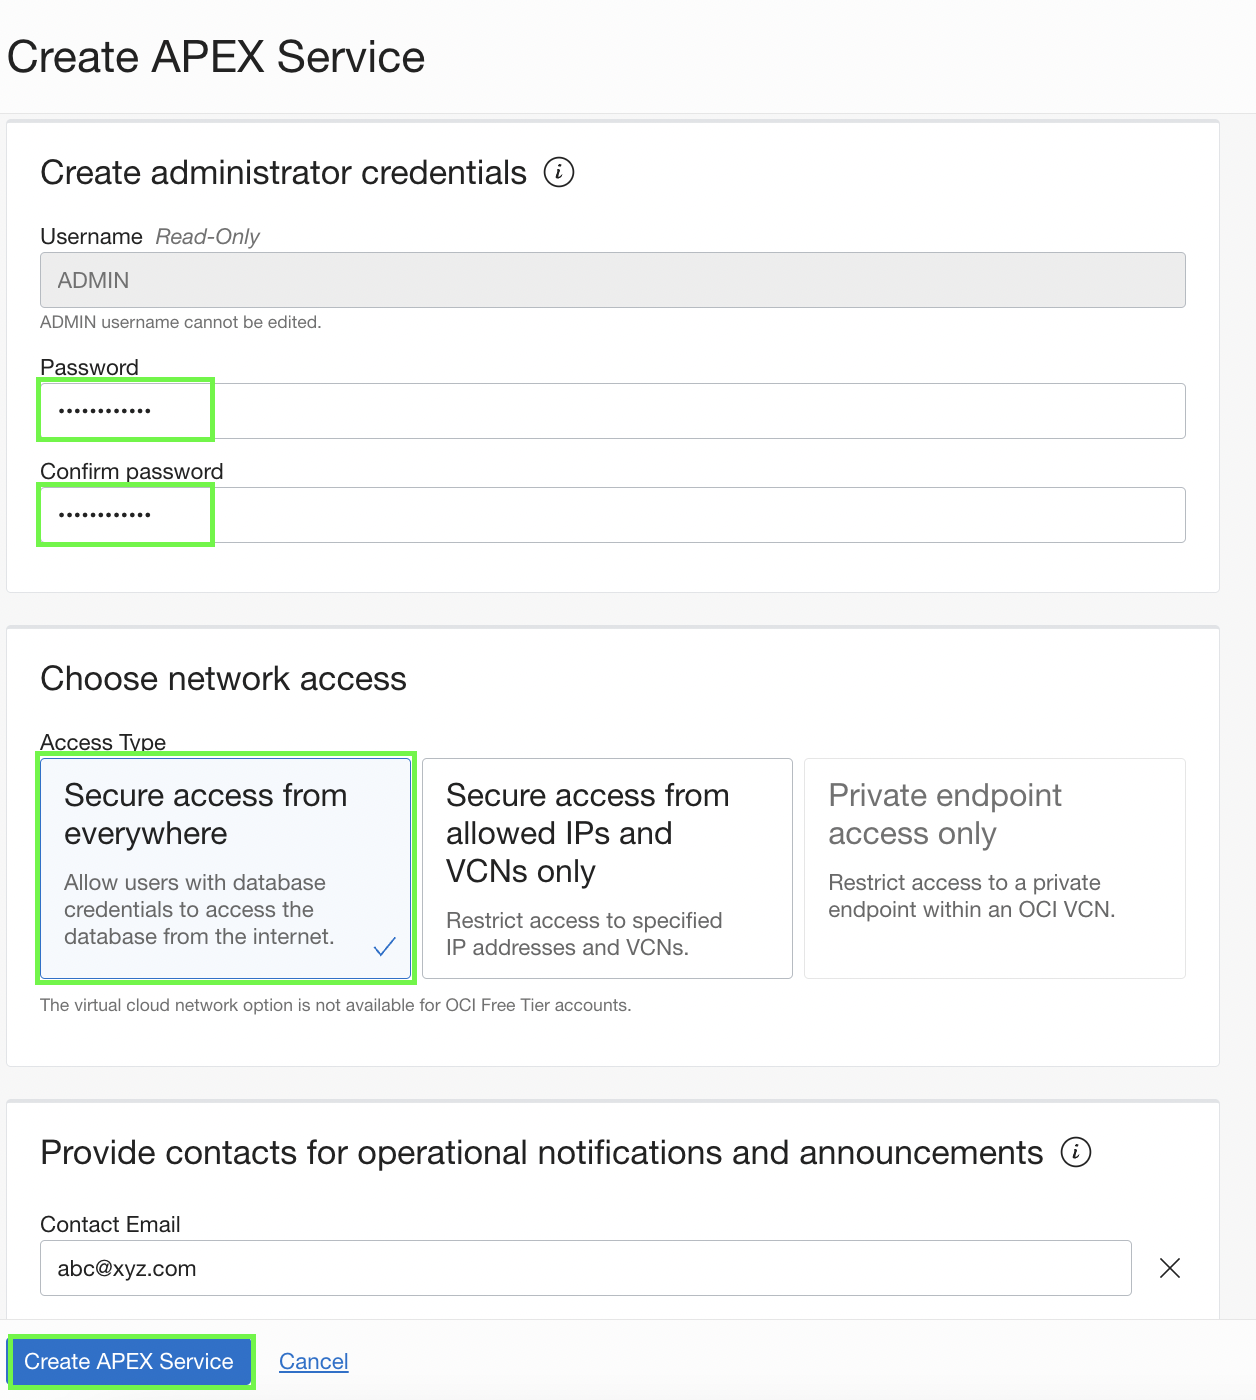 Create APEX Service
Create administrator credentials
Username Read-Only
ADMIN
ADMIN username cannot be edited.
Password
••••••••••••
Confirm password
••••••••••••
Choose network access
Access Type
Secure access from
everywhere
Allow users with database
credentials to access the
database from the internet.
Secure access from
allowed IPs and
VCNs only
Restrict access to specified
IP addresses and VCNs.
Private endpoint
access only
Restrict access to a private
endpoint within an OCI VCN.
The virtual cloud network option is not available for OCI Free Tier accounts.
Provide contacts for operational notifications and announcements
Contact Email
abc@xyz.com
Create APEX Service
Cancel